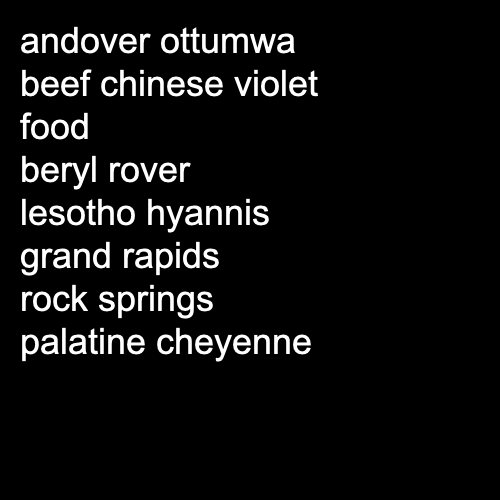 andover ottumwa
beef chinese violet
food
beryl rover
lesotho hyannis
grand rapids
rock springs
palatine cheyenne